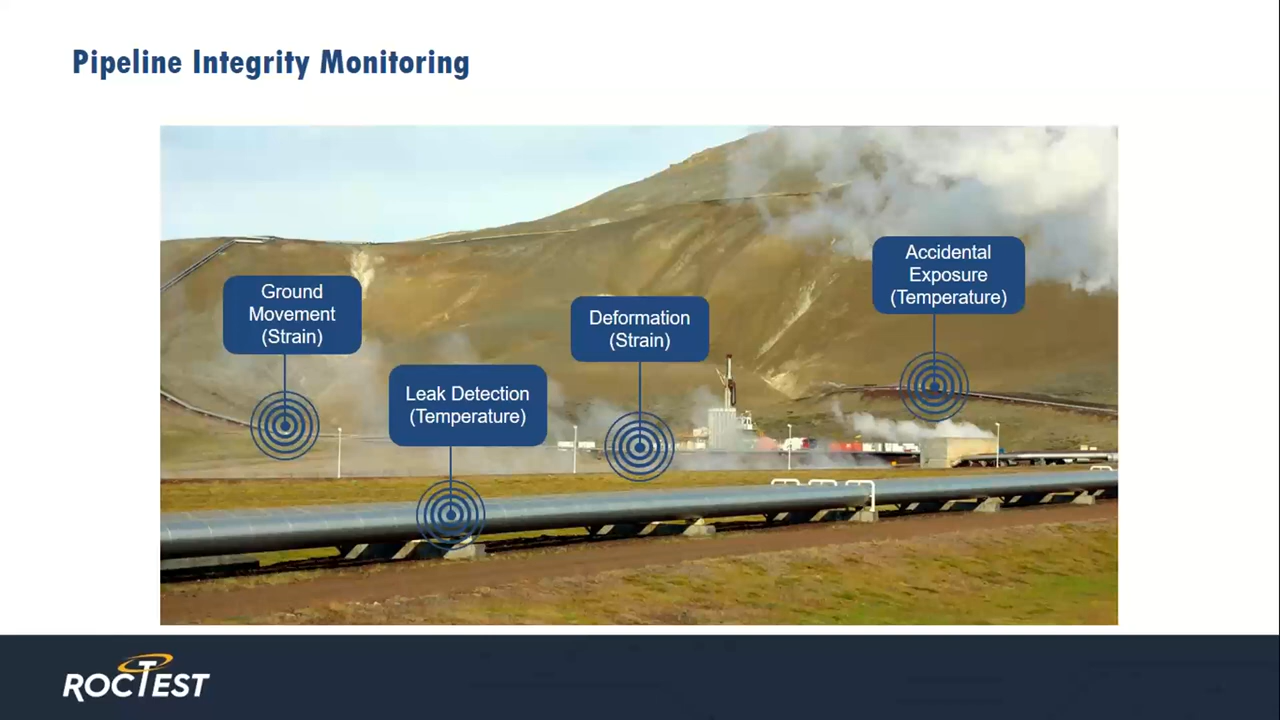 Pipeline Integrity Monitoring
Ground
Movement
(Strain)
Leak Detection
(Temperature)
Deformation
(Strain)
Accidental
Exposure
(Temperature)
ROCTEST